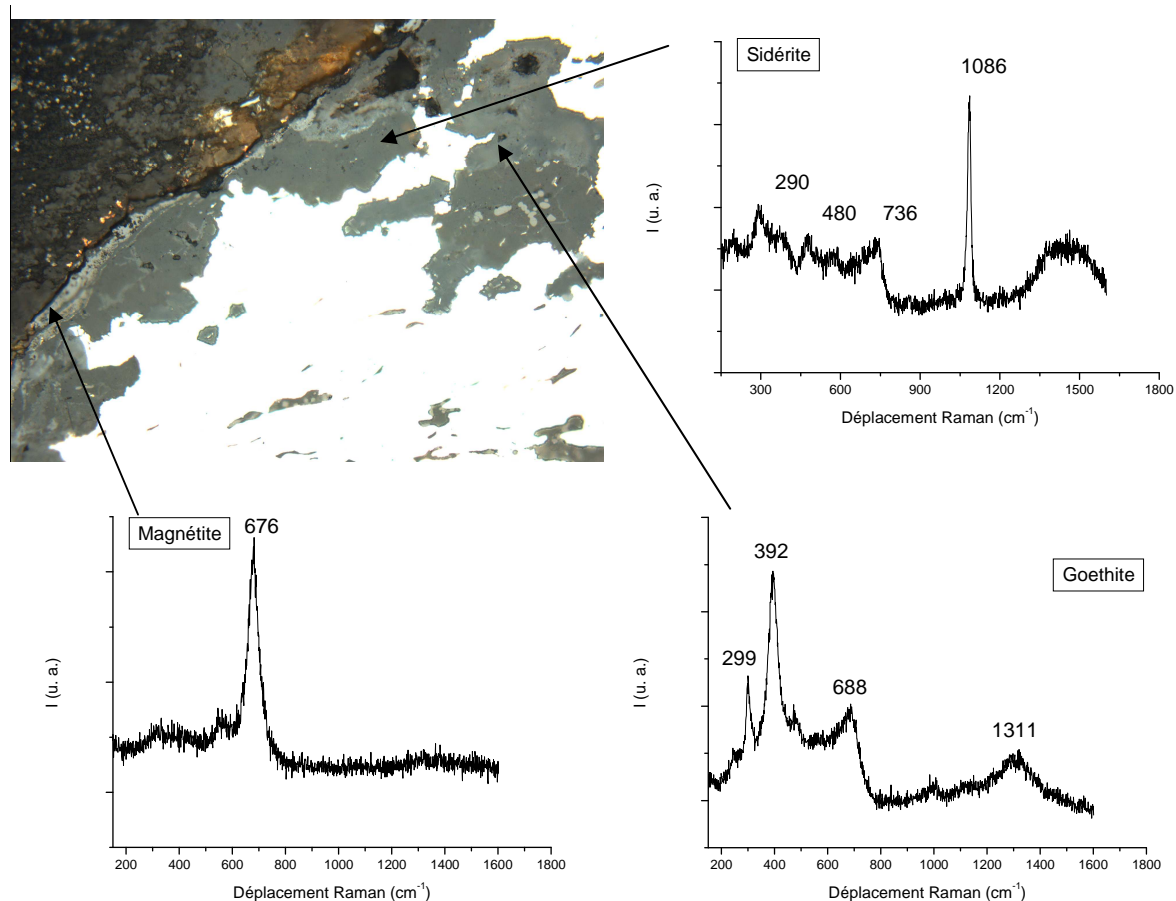 Sidérite
1086
290
480
736
I (u. a.)
300 600 900 1200 1500 1800
Déplacement Raman (cm⁻¹)
Magnétite
676
I (u. a.)
200 400 600 800 1000 1200 1400 1600 1800
Déplacement Raman (cm⁻¹)
Goethite
392
299
688
1311
I (u. a.)
200 400 600 800 1000 1200 1400 1600 1800
Déplacement Raman (cm⁻¹)